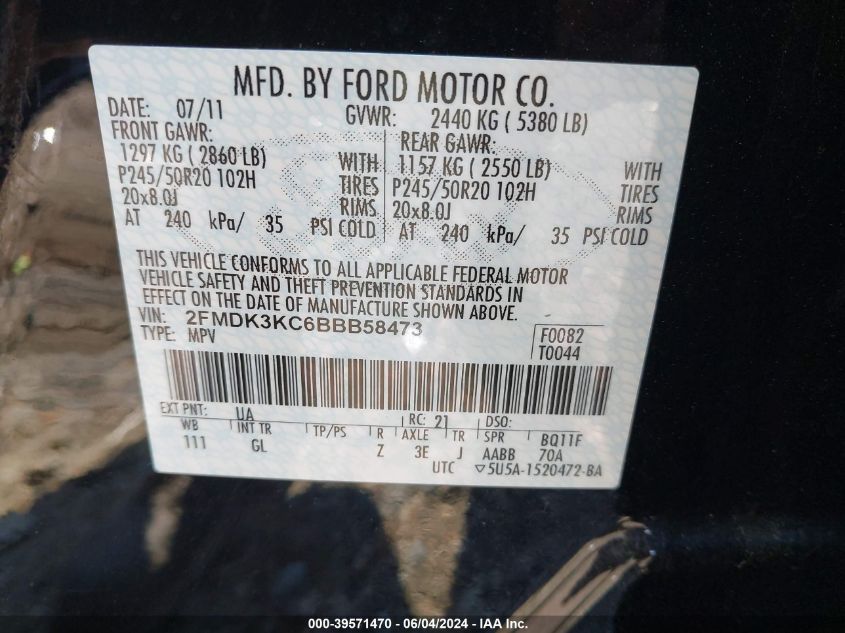 MFD. BY FORD MOTOR CO.
DATE: 07/11 GVWR: 2440 KG ( 5380 LB)
FRONT GAWR: REAR GAWR:
1297 KG ( 2860 LB) WITH 1157 KG ( 2550 LB) WITH
P245/50R20 102H TIRES P245/50R20 102H TIRES
20x8.0J RIMS 20x8.0J RIMS
AT 240 kPa/ 35 PSI COLD AT 240 kPa/ 35 PSI COLD
THIS VEHICLE CONFORMS TO ALL APPLICABLE FEDERAL MOTOR
VEHICLE SAFETY AND THEFT PREVENTION STANDARDS IN
EFFECT ON THE DATE OF MANUFACTURE SHOWN ABOVE.
VIN: 2FMDK3KC6BBB58473
TYPE: MPV F0082
T0044
EXT PNT: UA RC: 21 DSO:
WB INT TR TP/PS R AXLE TR SPR BQ11F
111 GL Z 3E J AABB 70A
UTC ▽5U5A-1520472-BA
000-39571470 - 06/04/2024 - IAA Inc.